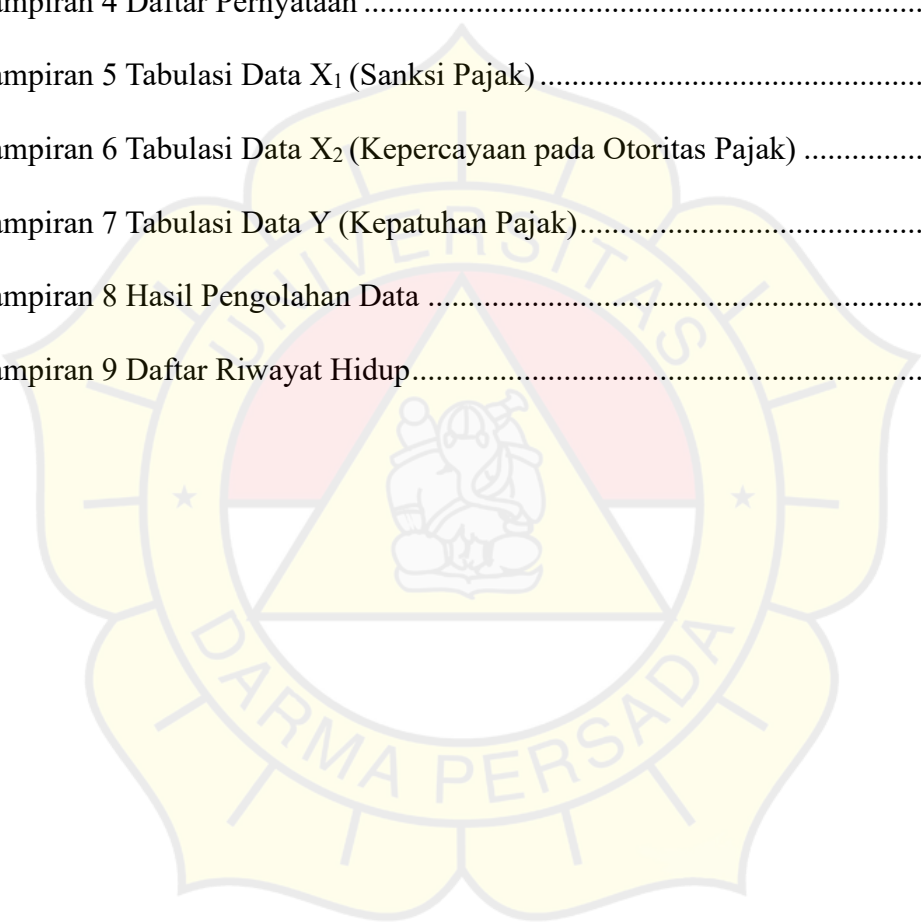 ampiran 4 Daftar Pernyataan ........................................................................
ampiran 5 Tabulasi Data X1 (Sanksi Pajak) ................................................
ampiran 6 Tabulasi Data X2 (Kepercayaan pada Otoritas Pajak) ...............
ampiran 7 Tabulasi Data Y (Kepatuhan Pajak)...........................................
ampiran 8 Hasil Pengolahan Data ...............................................................
ampiran 9 Daftar Riwayat Hidup.................................................................
UNIVERSITAS
DARMA PERSADA